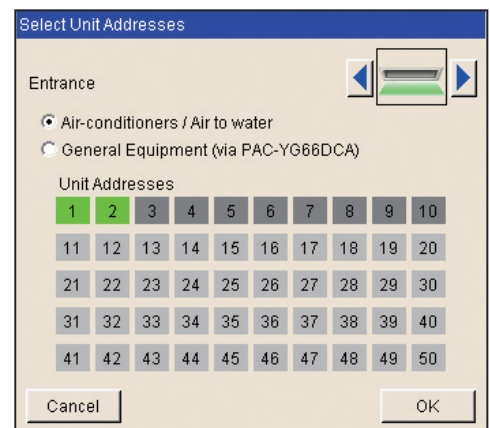 Select Unit Addresses
Entrance
Air-conditioners / Air to water
General Equipment (via PAC-YG66DCA)
Unit Addresses
1 2 3 4 5 6 7 8 9 10
11 12 13 14 15 16 17 18 19 20
21 22 23 24 25 26 27 28 29 30
31 32 33 34 35 36 37 38 39 40
41 42 43 44 45 46 47 48 49 50
Cancel OK